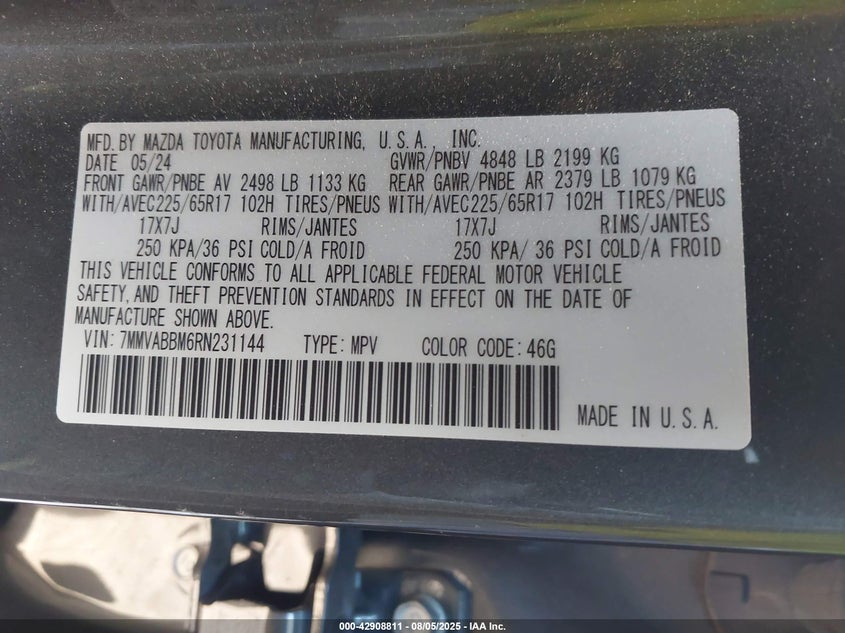 MFD. BY MAZDA TOYOTA MANUFACTURING, U.S.A., INC.
DATE 05/24 GVWR/PNBV 4848 LB 2199 KG
FRONT GAWR/PNBE AV 2498 LB 1133 KG REAR GAWR/PNBE AR 2379 LB 1079 KG
WITH/AVEC225/65R17 102H TIRES/PNEUS WITH/AVEC225/65R17 102H TIRES/PNEUS
17X7J RIMS/JANTES 17X7J RIMS/JANTES
250 KPA/36 PSI COLD/A FROID 250 KPA/ 36 PSI COLD/A FROID
THIS VEHICLE CONFORMS TO ALL APPLICABLE FEDERAL MOTOR VEHICLE
SAFETY, AND THEFT PREVENTION STANDARDS IN EFFECT ON THE DATE OF
MANUFACTURE SHOWN ABOVE.
VIN: 7MMVABBM6RN231144 TYPE: MPV COLOR CODE: 46G
MADE IN U.S.A.
000-42908811 - 08/05/2025 - IAA Inc.